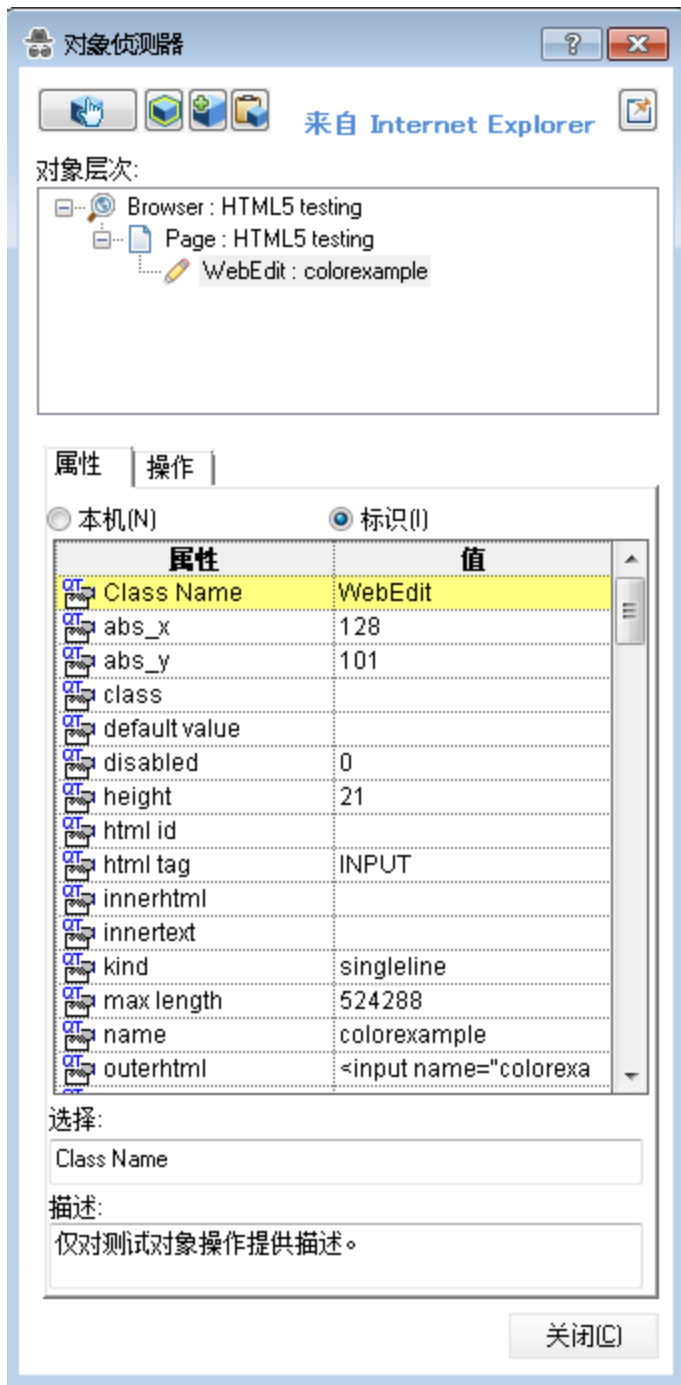 对象侦测器
来自 Internet Explorer
对象层次:
Browser : HTML5 testing
Page : HTML5 testing
WebEdit : colorexample
属性 操作
本机(N) 标识(I)
属性 值
Class Name WebEdit
abs_x 128
abs_y 101
class
default value
disabled 0
height 21
html id
html tag INPUT
innerhtml
innertext
kind singleline
max length 524288
name colorexample
outerhtml <input name="colorexa
选择:
Class Name
描述:
仅对测试对象操作提供描述。
关闭(C)